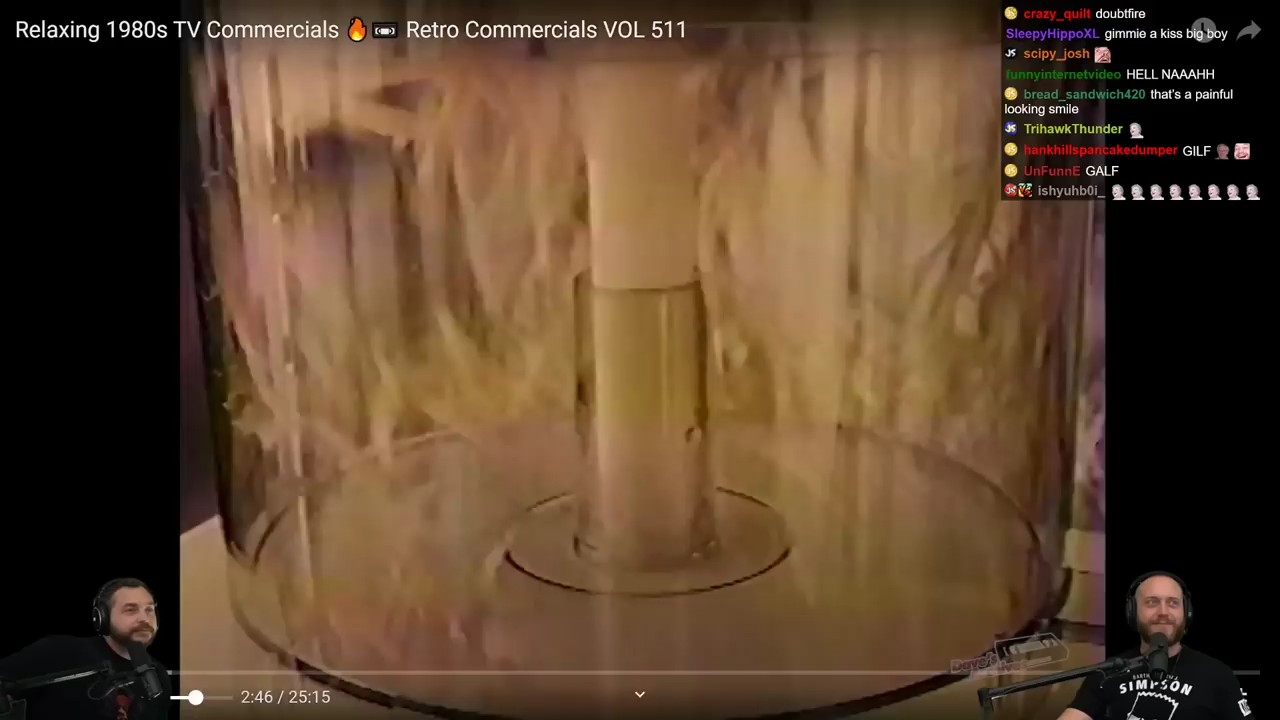 Relaxing 1980s TV Commercials 🔥📼 Retro Commercials VOL 511
crazy_quilt doubtfire
SleepyHippoXL gimmie a kiss big boy
scipy_josh
funnyinternetvideo HELL NAAAHH
bread_sandwich420 that's a painful
looking smile
TrihawkThunder
hankhillspancakedumper GILF
UnFunnE GALF
ishyuhb0i_
2:46 / 25:15
SIMPSON